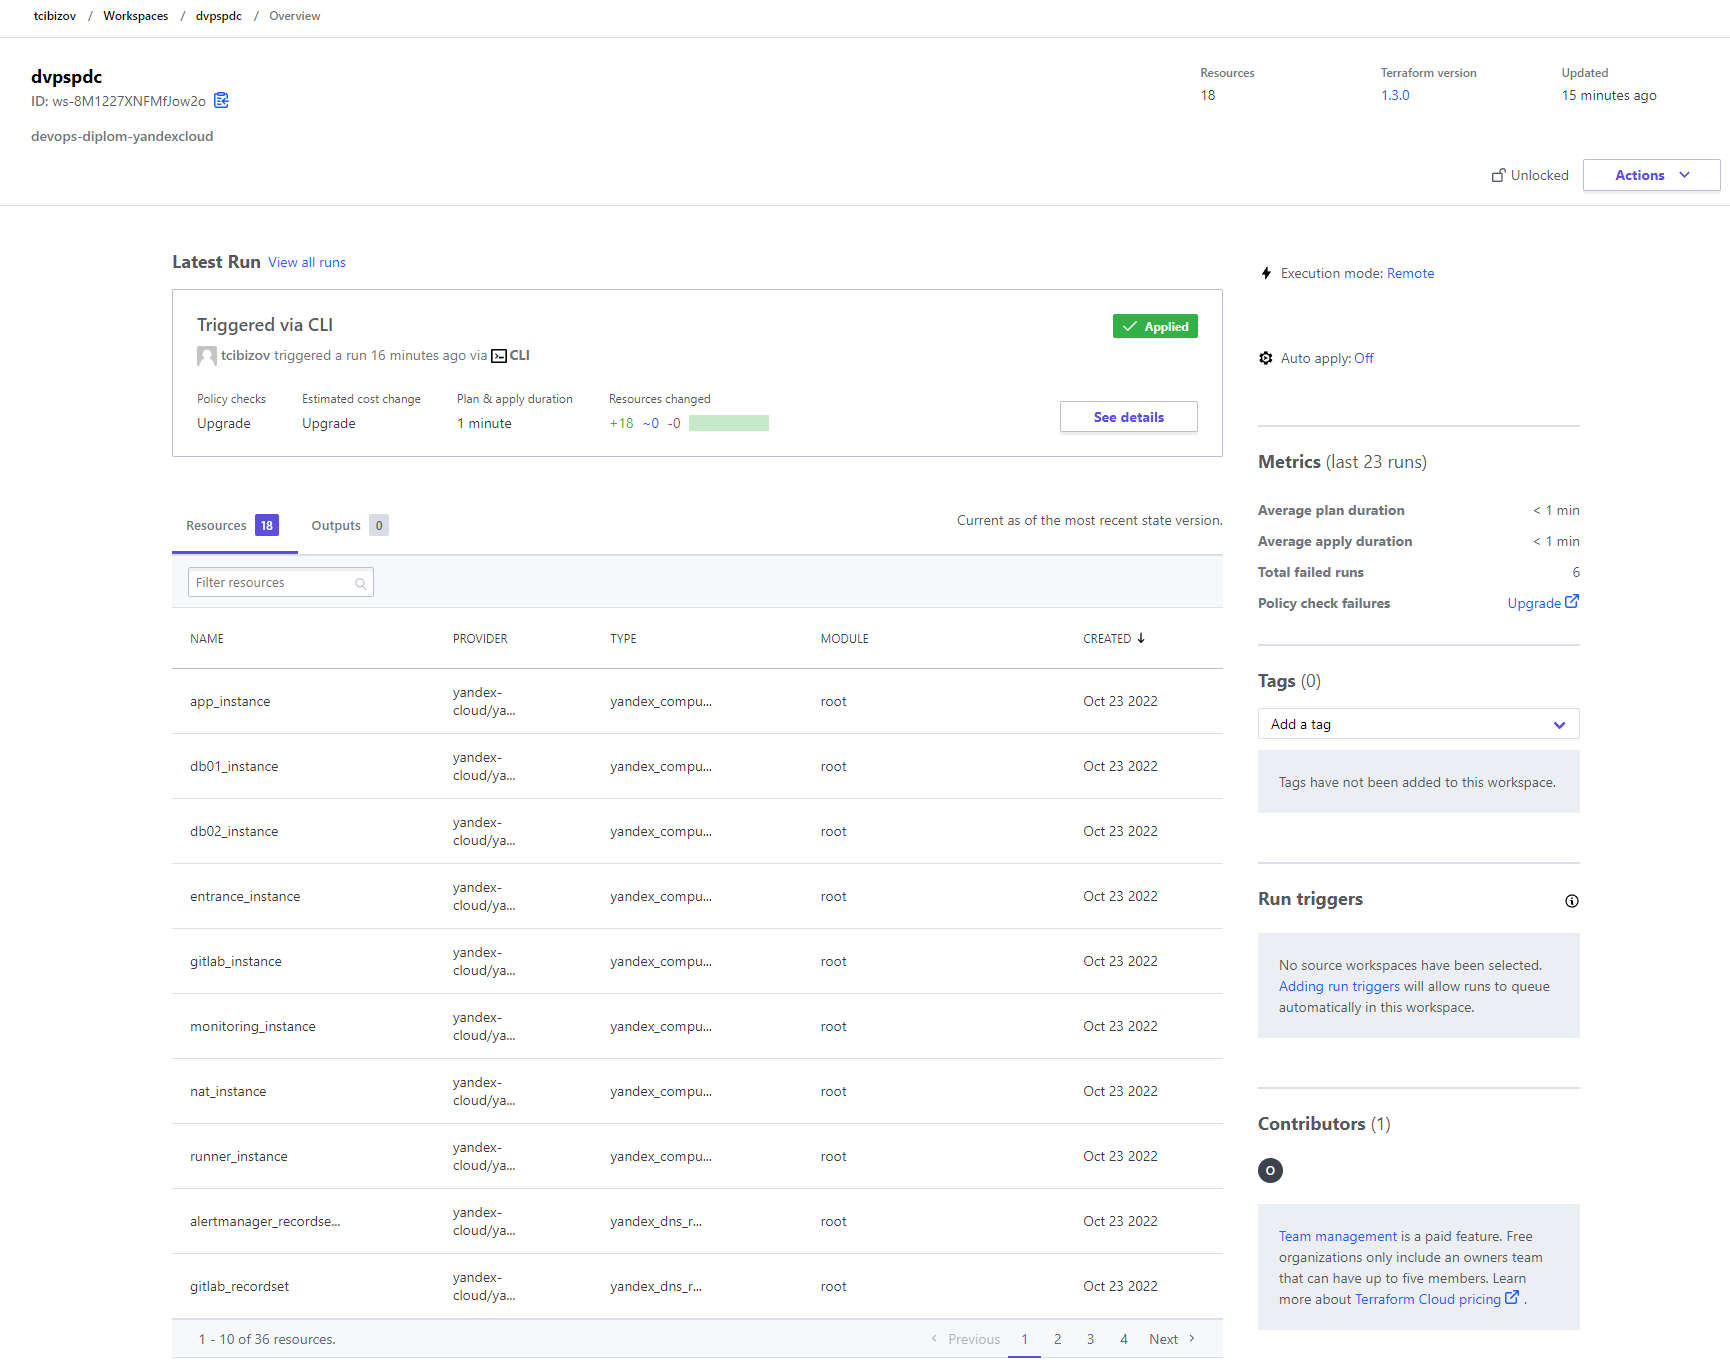 tcibizov / Workspaces / dvpspdc / Overview
dvpspdc
ID: ws-8M1227XNFMfJow2o
devops-diplom-yandexcloud
Resources
18
Terraform version
1.3.0
Updated
15 minutes ago
Unlocked
Actions
Latest Run View all runs
Triggered via CLI
Applied
tcibizov triggered a run 16 minutes ago via CLI
Policy checks
Upgrade
Estimated cost change
Upgrade
Plan & apply duration
1 minute
Resources changed
+18 ~0 -0
See details
Resources 18 Outputs 0
Current as of the most recent state version.
Filter resources
NAME PROVIDER TYPE MODULE CREATED
app_instance yandex-cloud/ya... yandex_compu... root Oct 23 2022
db01_instance yandex-cloud/ya... yandex_compu... root Oct 23 2022
db02_instance yandex-cloud/ya... yandex_compu... root Oct 23 2022
entrance_instance yandex-cloud/ya... yandex_compu... root Oct 23 2022
gitlab_instance yandex-cloud/ya... yandex_compu... root Oct 23 2022
monitoring_instance yandex-cloud/ya... yandex_compu... root Oct 23 2022
nat_instance yandex-cloud/ya... yandex_compu... root Oct 23 2022
runner_instance yandex-cloud/ya... yandex_compu... root Oct 23 2022
alertmanager_recordse... yandex-cloud/ya... yandex_dns_r... root Oct 23 2022
gitlab_recordset yandex-cloud/ya... yandex_dns_r... root Oct 23 2022
1 - 10 of 36 resources.
Previous 1 2 3 4 Next
Execution mode: Remote
Auto apply: Off
Metrics (last 23 runs)
Average plan duration < 1 min
Average apply duration < 1 min
Total failed runs 6
Policy check failures Upgrade
Tags (0)
Add a tag
Tags have not been added to this workspace.
Run triggers
No source workspaces have been selected.
Adding run triggers will allow runs to queue
automatically in this workspace.
Contributors (1)
O
Team management is a paid feature. Free
organizations only include an owners team
that can have up to five members. Learn
more about Terraform Cloud pricing .